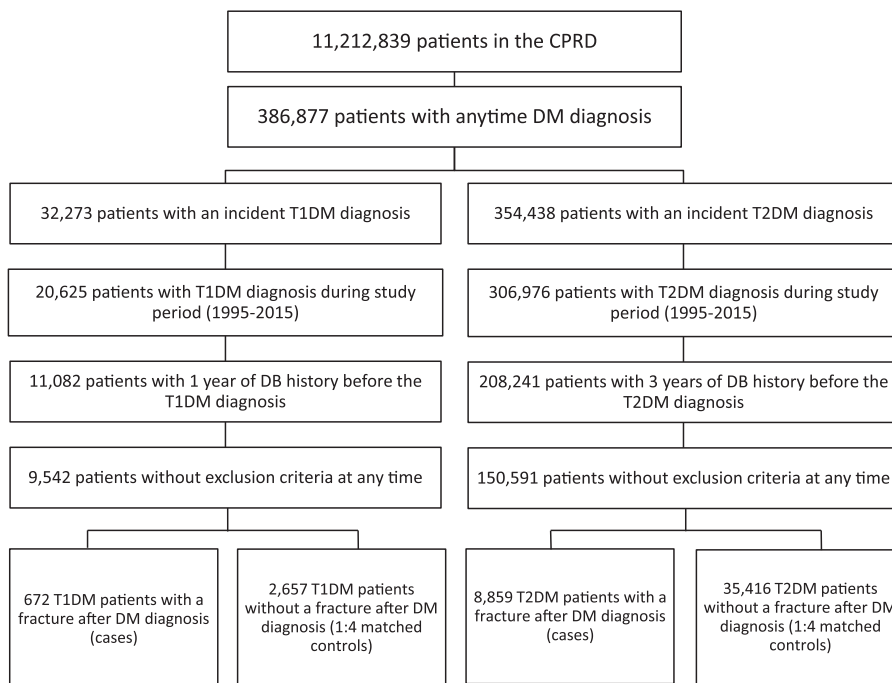 11,212,839 patients in the CPRD
386,877 patients with anytime DM diagnosis
32,273 patients with an incident T1DM diagnosis
354,438 patients with an incident T2DM diagnosis
20,625 patients with T1DM diagnosis during study
period (1995-2015)
306,976 patients with T2DM diagnosis during study
period (1995-2015)
11,082 patients with 1 year of DB history before the
T1DM diagnosis
208,241 patients with 3 years of DB history before the
T2DM diagnosis
9,542 patients without exclusion criteria at any time
150,591 patients without exclusion criteria at any time
672 T1DM patients with a
fracture after DM diagnosis
(cases)
2,657 T1DM patients
without a fracture after DM
diagnosis (1:4 matched
controls)
8,859 T2DM patients with a
fracture after DM diagnosis
(cases)
35,416 T2DM patients
without a fracture after DM
diagnosis (1:4 matched
controls)